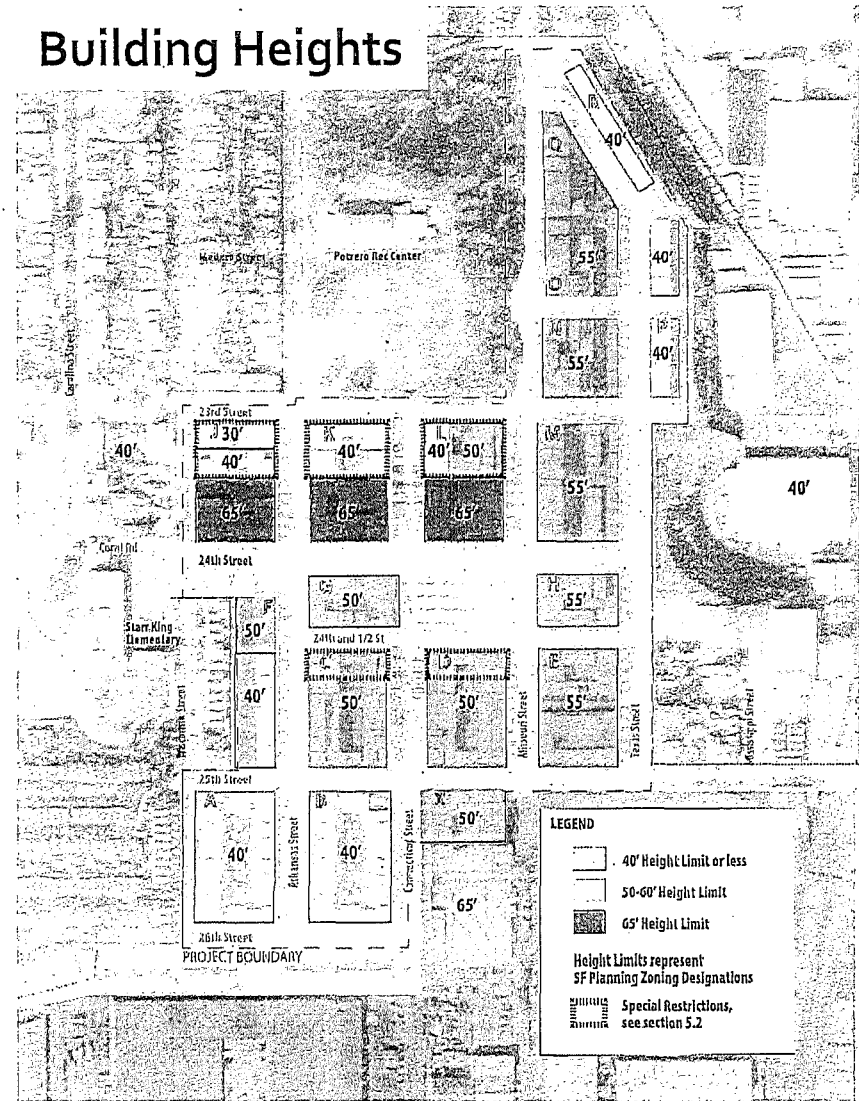 Building Heights
R
40'
Q
Potrero Rec Center
55'
40'
O
Carolina Street
N
P
55'
40'
23rd Street
J 30'
K
L
M
40'
40'
40'
40' 50'
55'
40'
65'
65'
65'
Coral Rd
24th Street
G
H
F
50'
55'
50'
Starr King
Elementary
24th and 1/2 St
C
D
E
40'
50'
50'
55'
Missouri Street
Texas Street
Mississippi Street
25th Street
A
B
X
50'
40'
40'
Arkansas Street
Connecticut Street
65'
26th Street
PROJECT BOUNDARY
LEGEND
40' Height Limit or less
50-60' Height Limit
65' Height Limit
Height Limits represent
SF Planning Zoning Designations
Special Restrictions,
see section 5.2